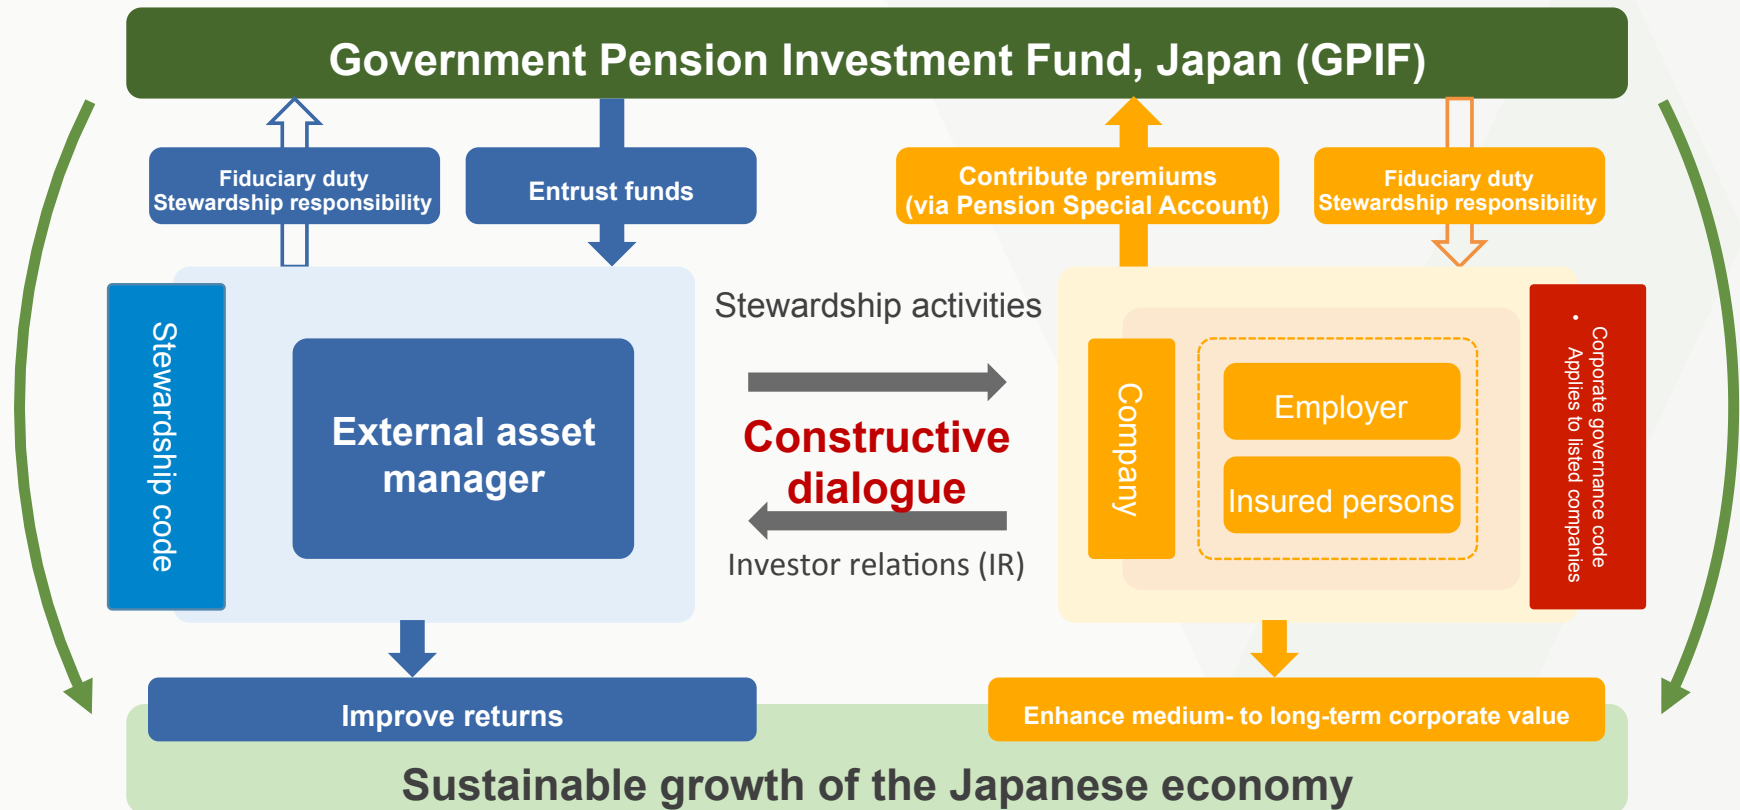 Government Pension Investment Fund, Japan (GPIF)
Fiduciary duty
Stewardship responsibility
Entrust funds
Contribute premiums
(via Pension Special Account)
Fiduciary duty
Stewardship responsibility
Stewardship code
External asset
manager
Stewardship activities
Constructive
dialogue
Investor relations (IR)
Company
Employer
Insured persons
Corporate governance code
• Applies to listed companies
Improve returns
Enhance medium- to long-term corporate value
Sustainable growth of the Japanese economy